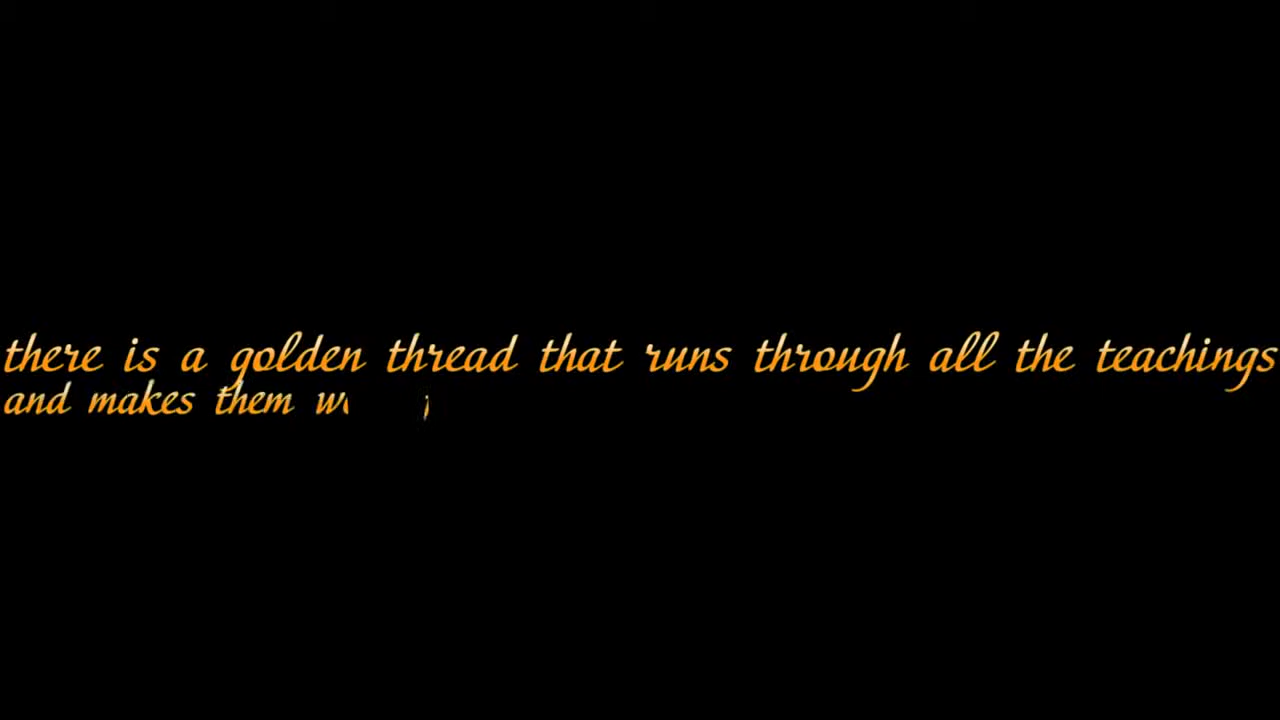 there is a golden thread that runs through all the teachings
and makes them